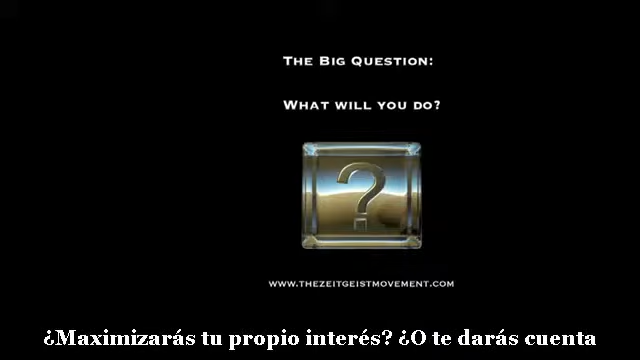 The Big Question:
What will you do?
?
www.thezeitgeistmovement.com
¿Maximizarás tu propio interés? ¿O te darás cuenta